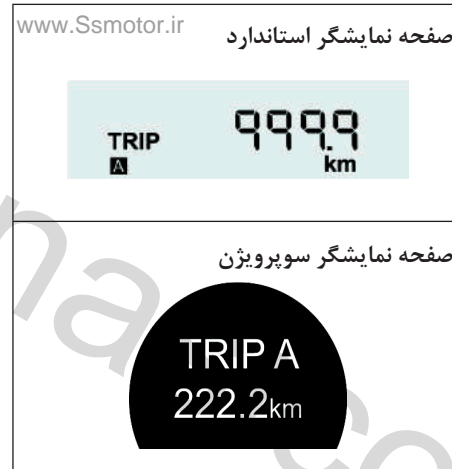 www.Ssmotor.ir
صفحه نمایشگر استاندارد
TRIP 999.9
A km
صفحه نمایشگر سوپرویژن
TRIP A
222.2km